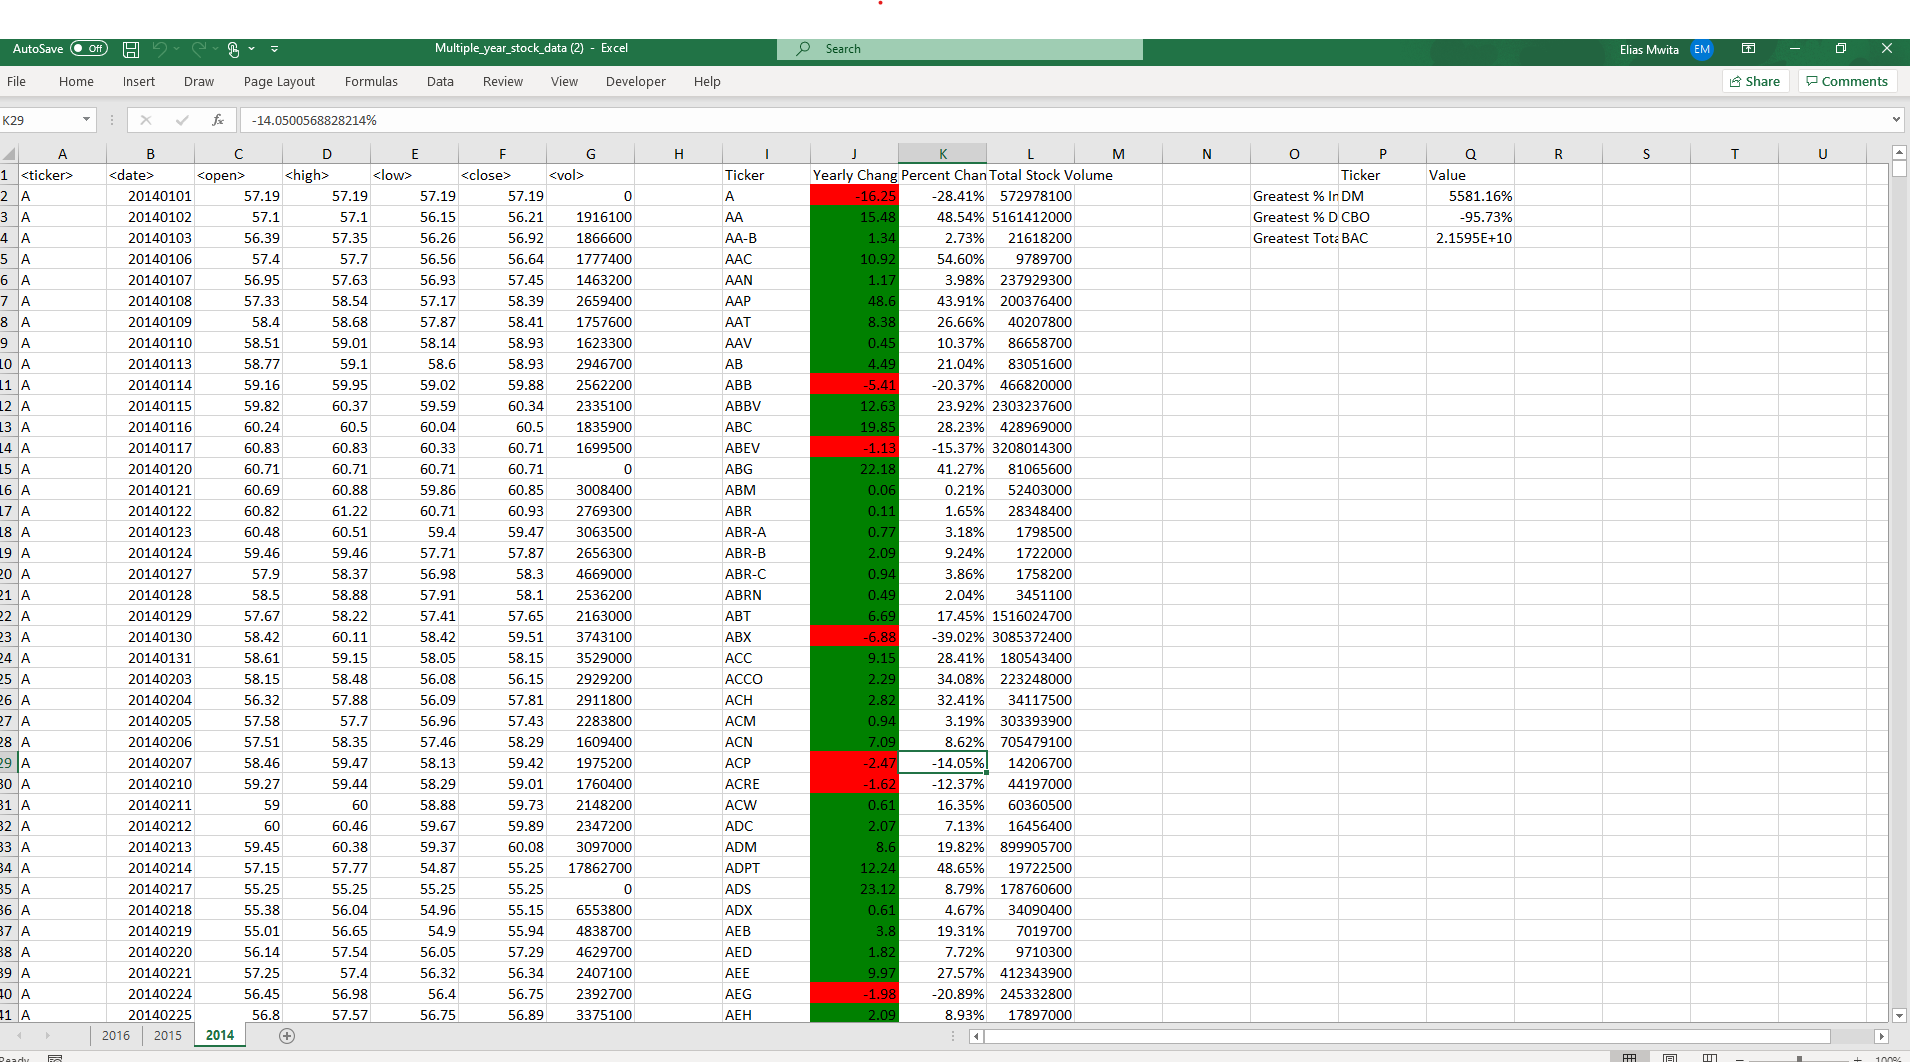 AutoSave Off Multiple_year_stock_data (2) - Excel Search Elias Mwita EM
File Home Insert Draw Page Layout Formulas Data Review View Developer Help Share Comments
K29 fx -14.0500568828214%
A B C D E F G H I J K L M N O P Q R S T U
1 <ticker> <date> <open> <high> <low> <close> <vol> Ticker Yearly Chang Percent Chan Total Stock Volume Ticker Value
2 A 20140101 57.19 57.19 57.19 57.19 0 A -16.25 -28.41% 572978100 Greatest % In DM 5581.16%
3 A 20140102 57.1 57.1 56.15 56.21 1916100 AA 15.48 48.54% 5161412000 Greatest % D CBO -95.73%
4 A 20140103 56.39 57.35 56.26 56.92 1866600 AA-B 1.34 2.73% 21618200 Greatest Tota BAC 2.1595E+10
5 A 20140106 57.4 57.7 56.56 56.64 1777400 AAC 10.92 54.60% 9789700
6 A 20140107 56.95 57.63 56.93 57.45 1463200 AAN 1.17 3.98% 237929300
7 A 20140108 57.33 58.54 57.17 58.39 2659400 AAP 48.6 43.91% 200376400
8 A 20140109 58.4 58.68 57.87 58.41 1757600 AAT 8.38 26.66% 40207800
9 A 20140110 58.51 59.01 58.14 58.93 1623300 AAV 0.45 10.37% 86658700
10 A 20140113 58.77 59.1 58.6 58.93 2946700 AB 4.49 21.04% 83051600
11 A 20140114 59.16 59.95 59.02 59.88 2562200 ABB -5.41 -20.37% 466820000
12 A 20140115 59.82 60.37 59.59 60.34 2335100 ABBV 12.63 23.92% 2303237600
13 A 20140116 60.24 60.5 60.04 60.5 1835900 ABC 19.85 28.23% 428969000
14 A 20140117 60.83 60.83 60.33 60.71 1699500 ABEV -1.13 -15.37% 3208014300
15 A 20140120 60.71 60.71 60.71 60.71 0 ABG 22.18 41.27% 81065600
16 A 20140121 60.69 60.88 59.86 60.85 3008400 ABM 0.06 0.21% 52403000
17 A 20140122 60.82 61.22 60.71 60.93 2769300 ABR 0.11 1.65% 28348400
18 A 20140123 60.48 60.51 59.4 59.47 3063500 ABR-A 0.77 3.18% 1798500
19 A 20140124 59.46 59.46 57.71 57.87 2656300 ABR-B 2.09 9.24% 1722000
20 A 20140127 57.9 58.37 56.98 58.3 4669000 ABR-C 0.94 3.86% 1758200
21 A 20140128 58.5 58.88 57.91 58.1 2536200 ABRN 0.49 2.04% 3451100
22 A 20140129 57.67 58.22 57.41 57.65 2163000 ABT 6.69 17.45% 1516024700
23 A 20140130 58.42 60.11 58.42 59.51 3743100 ABX -6.88 -39.02% 3085372400
24 A 20140131 58.61 59.15 58.05 58.15 3529000 ACC 9.15 28.41% 180543400
25 A 20140203 58.15 58.48 56.08 56.15 2929200 ACCO 2.29 34.08% 223248000
26 A 20140204 56.32 57.88 56.09 57.81 2911800 ACH 2.82 32.41% 34117500
27 A 20140205 57.58 57.7 56.96 57.43 2283800 ACM 0.94 3.19% 303393900
28 A 20140206 57.51 58.35 57.46 58.29 1609400 ACN 7.09 8.62% 705479100
29 A 20140207 58.46 59.47 58.13 59.42 1975200 ACP -2.47 -14.05% 14206700
30 A 20140210 59.27 59.44 58.29 59.01 1760400 ACRE -1.62 -12.37% 44197000
31 A 20140211 59 60 58.88 59.73 2148200 ACW 0.61 16.35% 60360500
32 A 20140212 60 60.46 59.67 59.89 2347200 ADC 2.07 7.13% 16456400
33 A 20140213 59.45 60.38 59.37 60.08 3097000 ADM 8.6 19.82% 899905700
34 A 20140214 57.15 57.77 54.87 55.25 17862700 ADPT 12.24 48.65% 19722500
35 A 20140217 55.25 55.25 55.25 55.25 0 ADS 23.12 8.79% 178760600
36 A 20140218 55.38 56.04 54.96 55.15 6553800 ADX 0.61 4.67% 34090400
37 A 20140219 55.01 56.65 54.9 55.94 4838700 AEB 3.8 19.31% 7019700
38 A 20140220 56.14 57.54 56.05 57.29 4629700 AED 1.82 7.72% 9710300
39 A 20140221 57.25 57.4 56.32 56.34 2407100 AEE 9.97 27.57% 412343900
40 A 20140224 56.45 56.98 56.4 56.75 2392700 AEG -1.98 -20.89% 245332800
41 A 20140225 56.8 57.57 56.75 56.89 3375100 AEH 2.09 8.93% 17897000
2016 2015 2014
Ready 100%